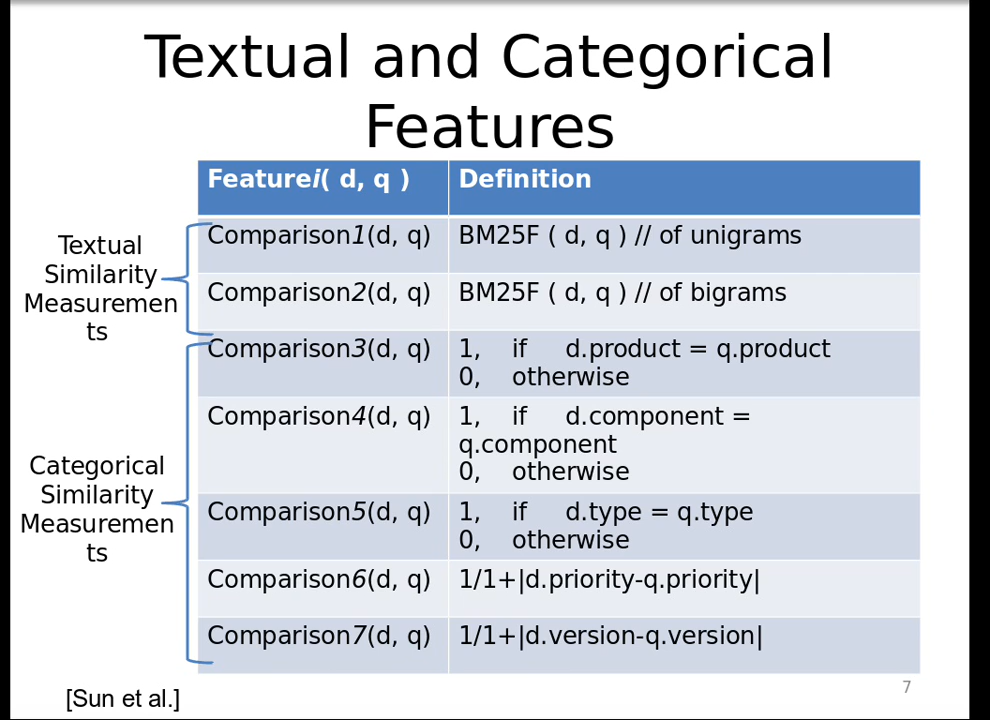 Textual and Categorical
Features
Featurei( d, q ) Definition
Textual
Similarity
Measuremen
ts
Comparison1(d, q) BM25F ( d, q ) // of unigrams
Comparison2(d, q) BM25F ( d, q ) // of bigrams
Categorical
Similarity
Measuremen
ts
Comparison3(d, q) 1, if d.product = q.product
0, otherwise
Comparison4(d, q) 1, if d.component =
q.component
0, otherwise
Comparison5(d, q) 1, if d.type = q.type
0, otherwise
Comparison6(d, q) 1/1+|d.priority-q.priority|
Comparison7(d, q) 1/1+|d.version-q.version|
[Sun et al.]
7